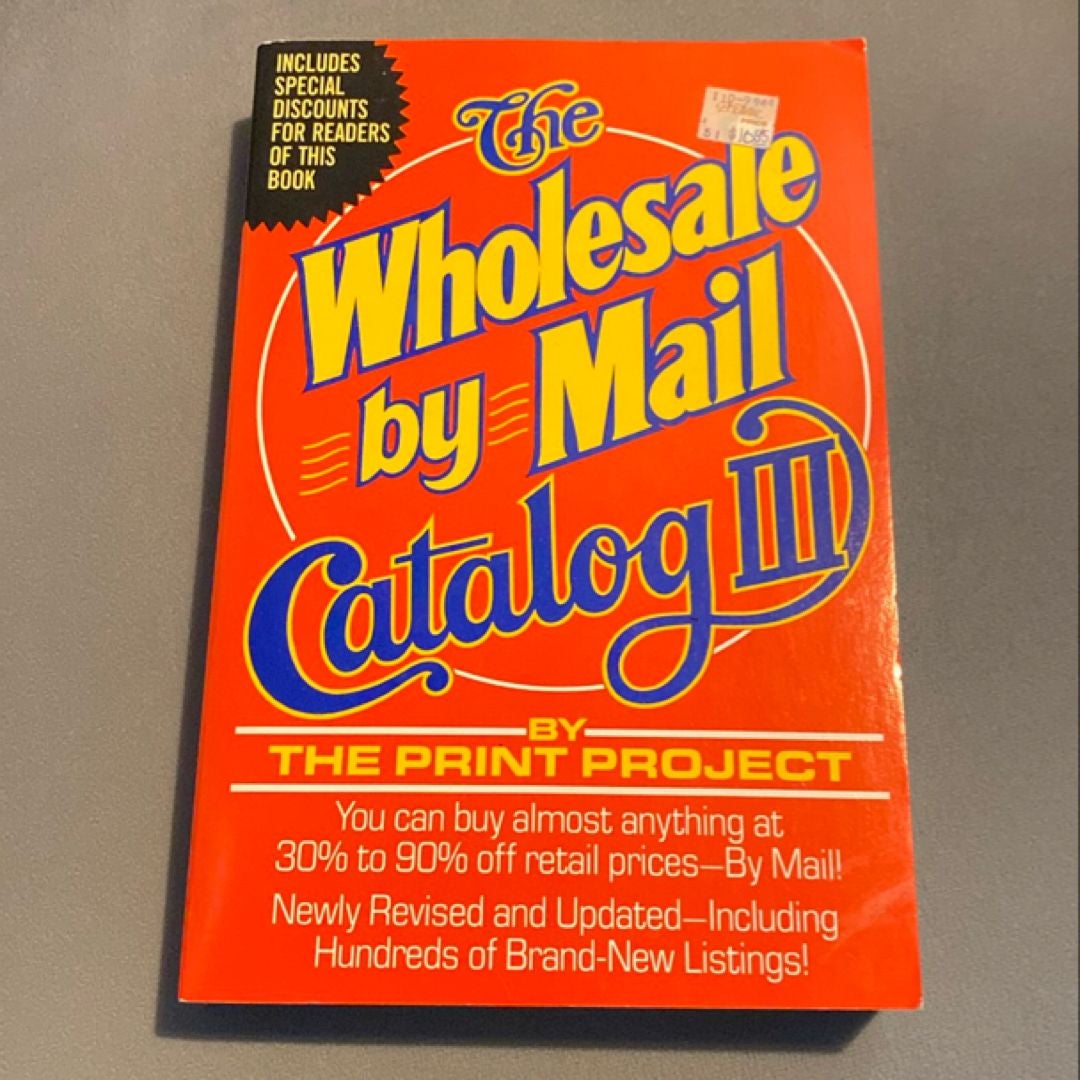 INCLUDES
SPECIAL
DISCOUNTS
FOR READERS
OF THIS
BOOK
The
Wholesale
by Mail
Catalog III
BY
THE PRINT PROJECT
You can buy almost anything at
30% to 90% off retail prices—By Mail!
Newly Revised and Updated—Including
Hundreds of Brand-New Listings!